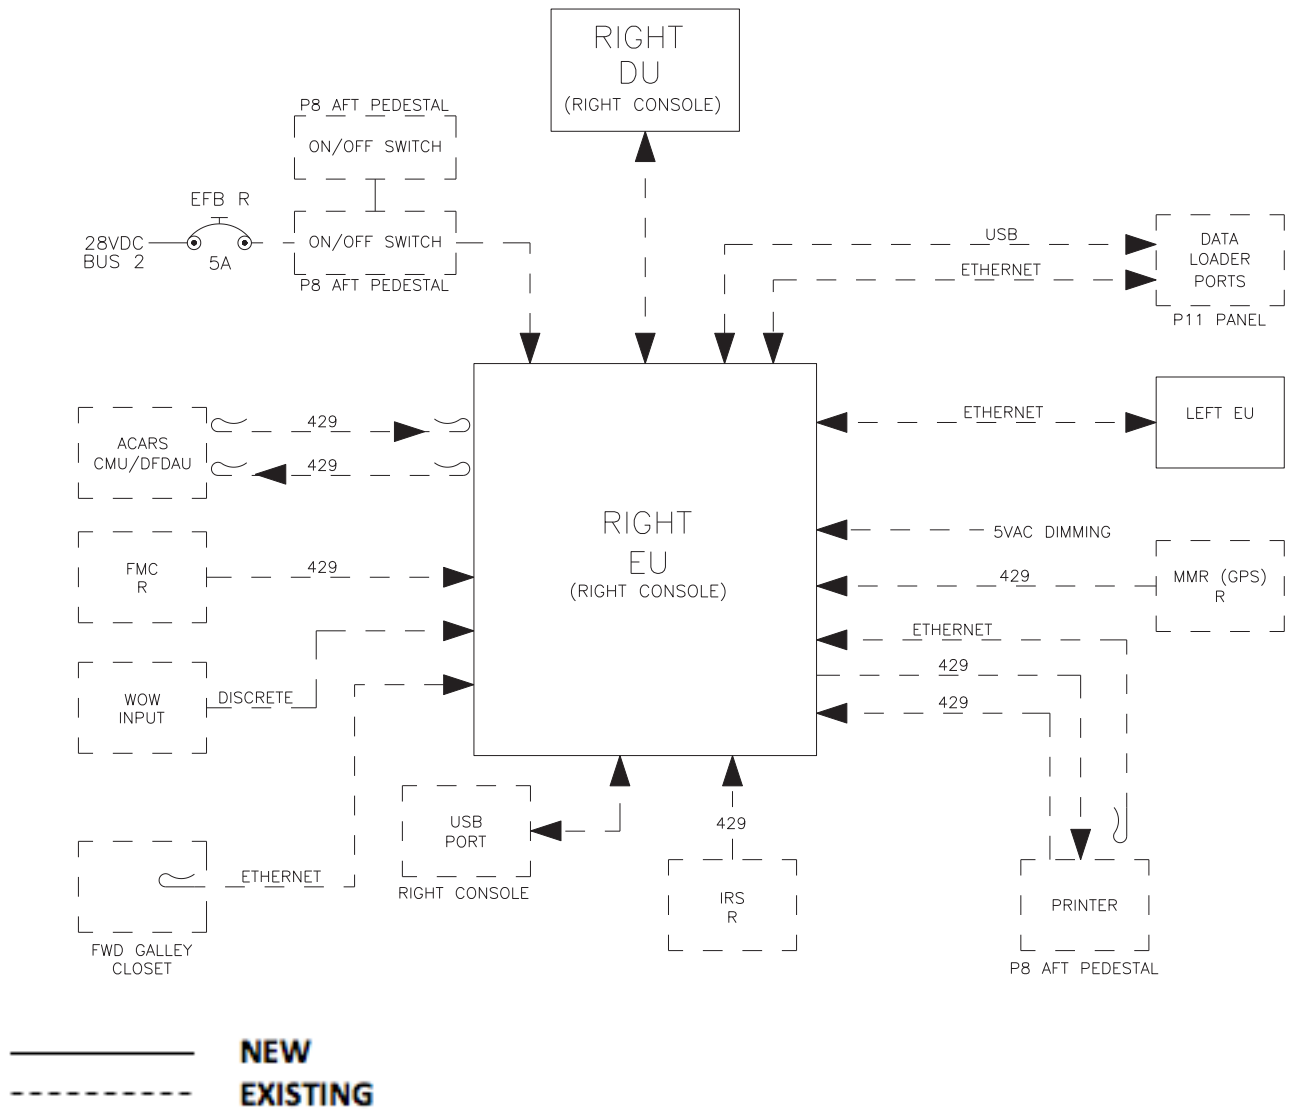 RIGHT
DU
(RIGHT CONSOLE)
P8 AFT PEDESTAL
ON/OFF SWITCH
EFB R
28VDC
BUS 2
5A
ON/OFF SWITCH
P8 AFT PEDESTAL
USB
ETHERNET
DATA
LOADER
PORTS
P11 PANEL
ACARS
CMU/DFDAU
429
429
ETHERNET
LEFT EU
RIGHT
EU
(RIGHT CONSOLE)
5VAC DIMMING
FMC
R
429
429
MMR (GPS)
R
WOW
INPUT
DISCRETE
ETHERNET
429
429
USB
PORT
RIGHT CONSOLE
429
IRS
R
PRINTER
P8 AFT PEDESTAL
ETHERNET
FWD GALLEY
CLOSET
NEW
EXISTING